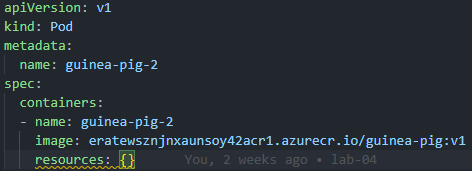 apiVersion: v1
kind: Pod
metadata:
  name: guinea-pig-2
spec:
  containers:
  - name: guinea-pig-2
    image: eratewsznjnxaunsoy42acr1.azurecr.io/guinea-pig:v1
    resources: {} You, 2 weeks ago • lab-04